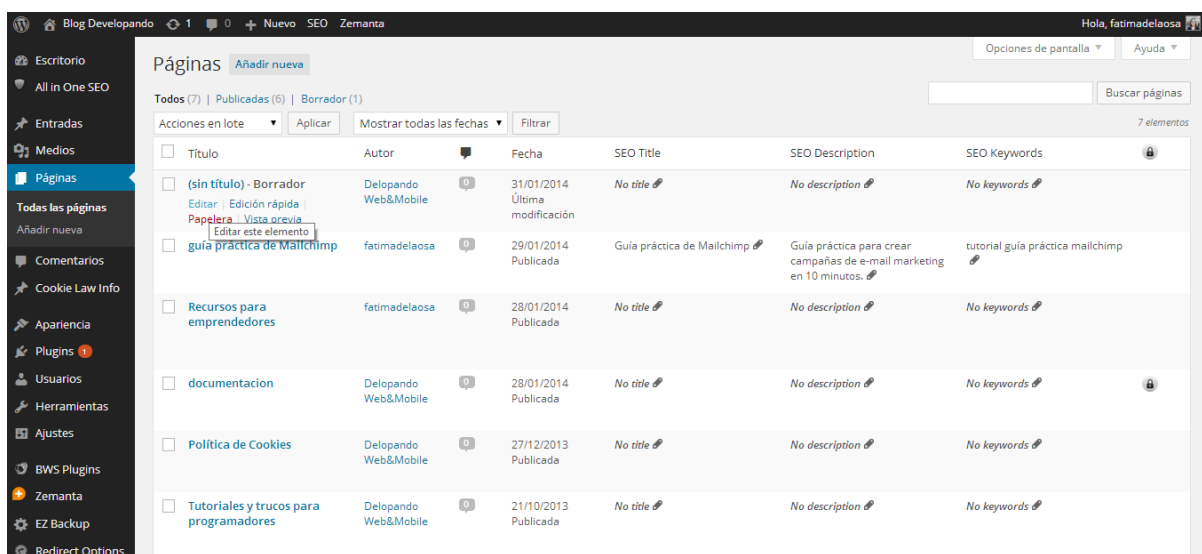 Blog Developando 1 0 + Nuevo SEO Zemanta Hola, fatimadelaosa
Escritorio
All in One SEO
Entradas
Medios
Páginas
Todas las páginas
Añadir nueva
Comentarios
Cookie Law Info
Apariencia
Plugins 1
Usuarios
Herramientas
Ajustes
BWS Plugins
Zemanta
EZ Backup
Redirect Options
Opciones de pantalla Ayuda
Páginas Añadir nueva
Todos (7) | Publicadas (6) | Borrador (1)
Buscar páginas
Acciones en lote Aplicar Mostrar todas las fechas Filtrar 7 elementos
Título Autor Fecha SEO Title SEO Description SEO Keywords
(sin título) - Borrador Delopando 0 31/01/2014 No title No description No keywords
Editar | Edición rápida | Web&Mobile Última
Papelera | Vista previa modificación
Editar este elemento
guía práctica de Mailchimp fatimadelaosa 0 29/01/2014 Guía práctica de Mailchimp Guía práctica para crear tutorial guía práctica mailchimp
Publicada campañas de e-mail marketing
en 10 minutos.
Recursos para fatimadelaosa 0 28/01/2014 No title No description No keywords
emprendedores Publicada
documentacion Delopando 0 28/01/2014 No title No description No keywords
Web&Mobile Publicada
Política de Cookies Delopando 0 27/12/2013 No title No description No keywords
Web&Mobile Publicada
Tutoriales y trucos para Delopando 0 21/10/2013 No title No description No keywords
programadores Web&Mobile Publicada